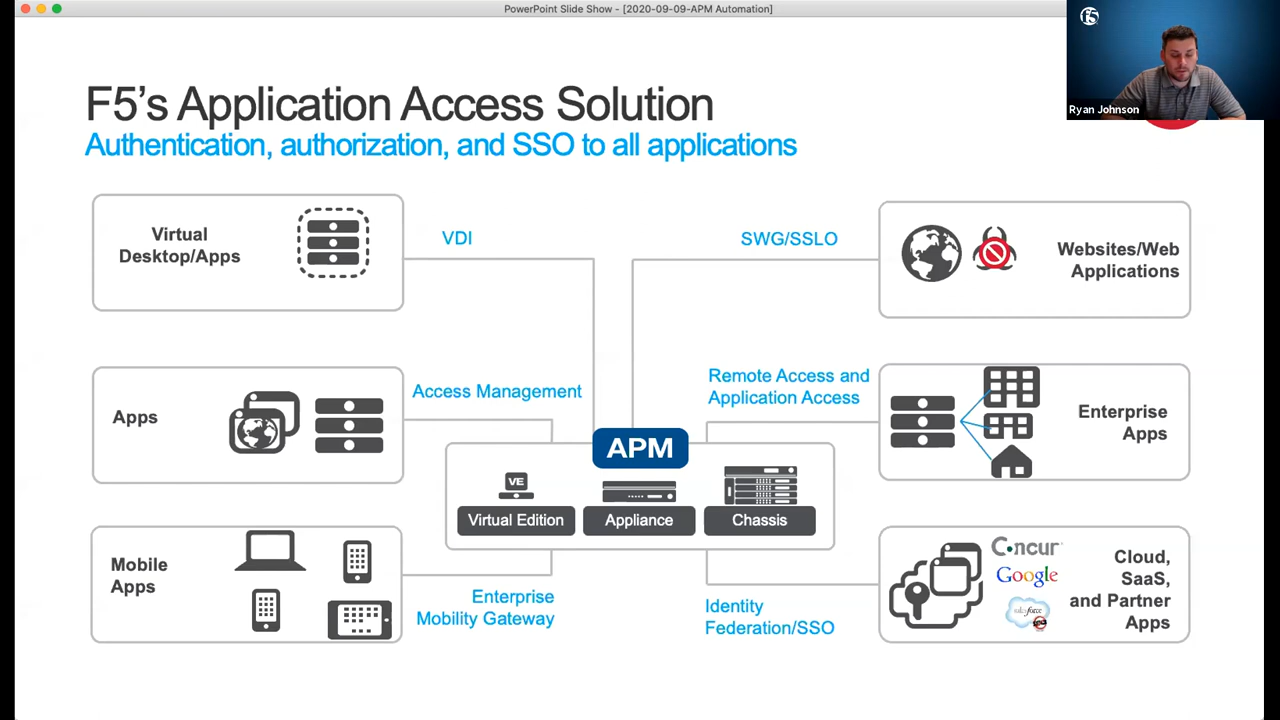 PowerPoint Slide Show - [2020-09-09-APM Automation]
Ryan Johnson
F5's Application Access Solution
Authentication, authorization, and SSO to all applications
Virtual
Desktop/Apps
VDI
SWG/SSLO
Websites/Web
Applications
Apps
Access Management
Remote Access and
Application Access
Enterprise
Apps
APM
VE
Virtual Edition
Appliance
Chassis
Mobile
Apps
Enterprise
Mobility Gateway
Identity
Federation/SSO
Concur
Google
salesforce
Cloud,
SaaS,
and Partner
Apps